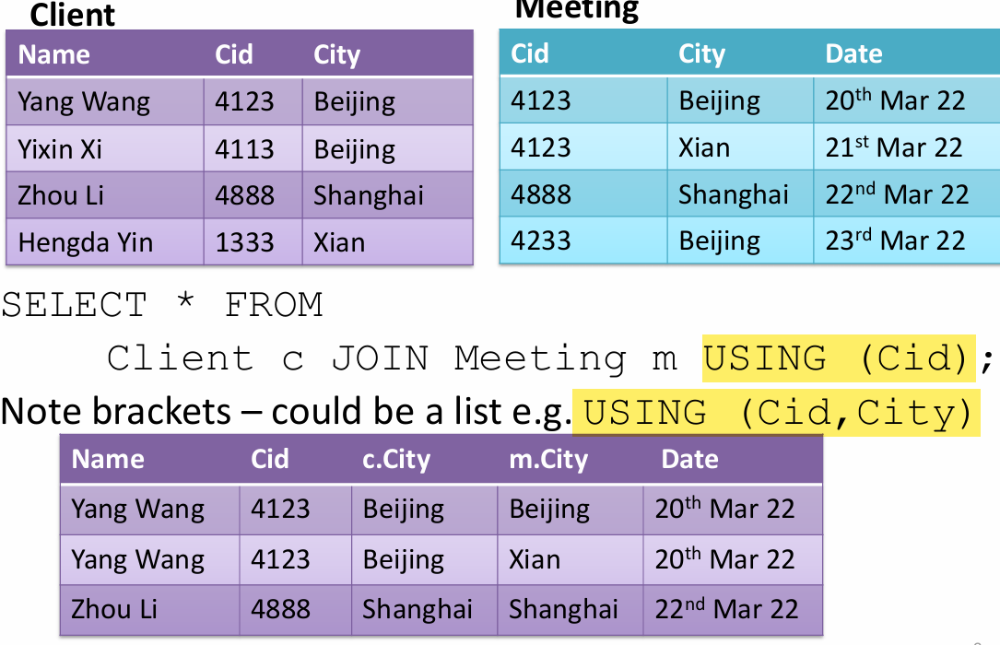 Client
Name Cid City
Yang Wang 4123 Beijing
Yixin Xi 4113 Beijing
Zhou Li 4888 Shanghai
Hengda Yin 1333 Xian
Meeting
Cid City Date
4123 Beijing 20th Mar 22
4123 Xian 21st Mar 22
4888 Shanghai 22nd Mar 22
4233 Beijing 23rd Mar 22
SELECT * FROM
Client c JOIN Meeting m USING (Cid);
Note brackets – could be a list e.g. USING (Cid,City)
Name Cid c.City m.City Date
Yang Wang 4123 Beijing Beijing 20th Mar 22
Yang Wang 4123 Beijing Xian 20th Mar 22
Zhou Li 4888 Shanghai Shanghai 22nd Mar 22